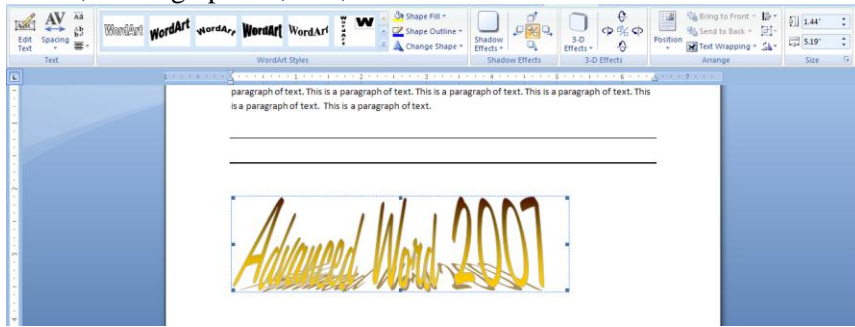 Edit Text
Spacing
Text
WordArt WordArt WordArt WordArt WordArt WordArt W
WordArt Styles
Shape Fill
Shape Outline
Change Shape
Shadow Effects
Shadow Effects
3-D Effects
3-D Effects
Position
Bring to Front
Send to Back
Text Wrapping
Arrange
1.44"
5.19"
Size
paragraph of text. This is a paragraph of text. This is a paragraph of text. This is a paragraph of text. This
is a paragraph of text. This is a paragraph of text.
Advanced Word 2007